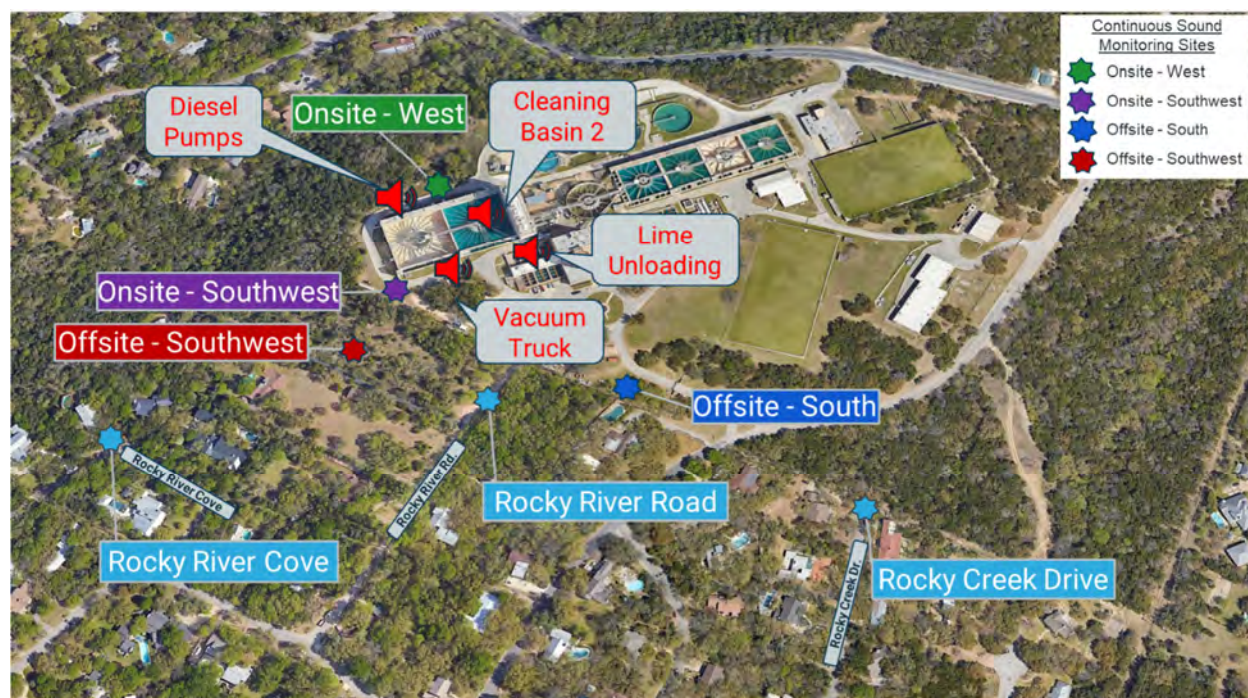 Continuous Sound
Monitoring Sites
Onsite - West
Onsite - Southwest
Offsite - South
Offsite - Southwest
Diesel
Pumps
Onsite - West
Cleaning
Basin 2
Lime
Unloading
Onsite - Southwest
Vacuum
Truck
Offsite - Southwest
Offsite - South
Rocky River Cove
Rocky River Rd.
Rocky River Road
Rocky River Cove
Rocky Creek Drive
Rocky Creek Dr.